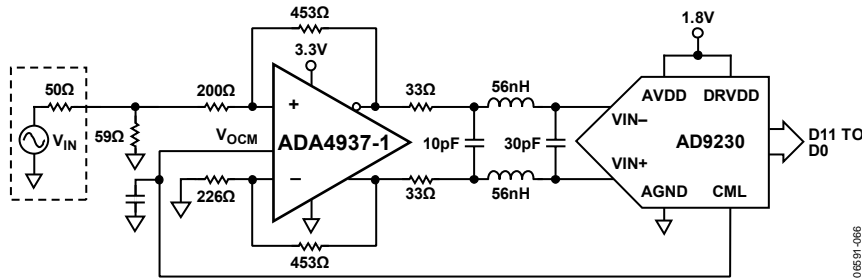 453Ω
3.3V
1.8V
50Ω
200Ω
33Ω
56nH
AVDD DRVDD
VIN
59Ω
VOCM
+
ADA4937-1
10pF
30pF
VIN–
AD9230
D11 TO
D0
–
VIN+
226Ω
33Ω
56nH
AGND CML
453Ω
06591-066